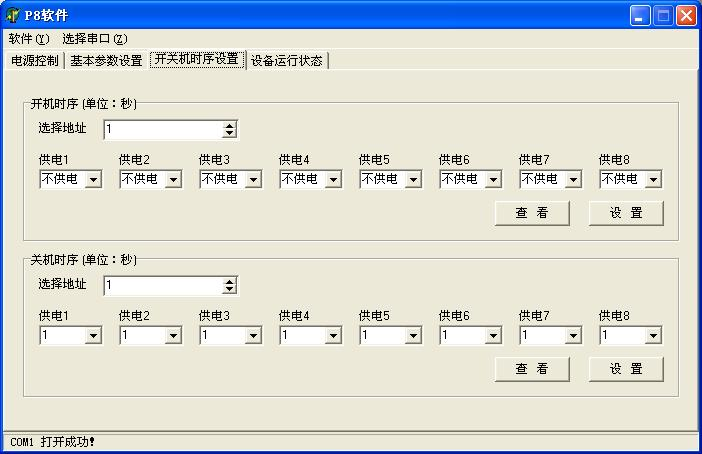 P8软件
软件(Y) 选择串口(Z)
电源控制 基本参数设置 开关机时序设置 设备运行状态
开机时序(单位：秒)
选择地址 1
供电1 供电2 供电3 供电4 供电5 供电6 供电7 供电8
不供电 不供电 不供电 不供电 不供电 不供电 不供电 不供电
查 看 设 置
关机时序(单位：秒)
选择地址 1
供电1 供电2 供电3 供电4 供电5 供电6 供电7 供电8
1 1 1 1 1 1 1 1
查 看 设 置
COM1 打开成功!